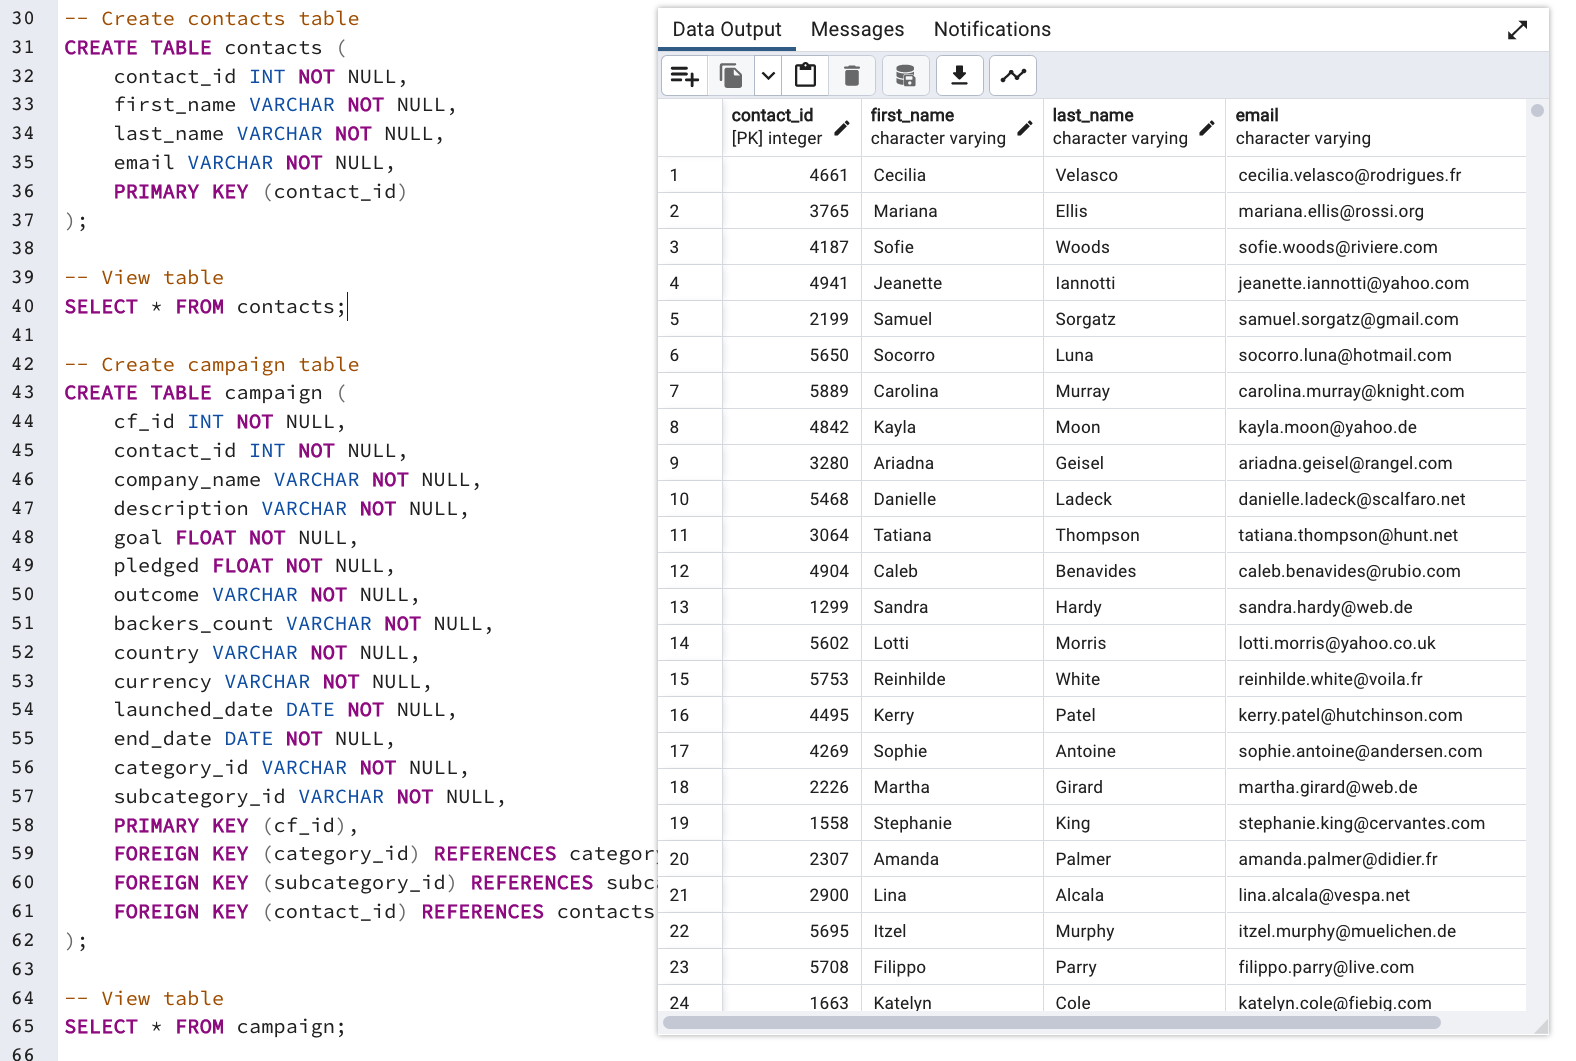 30 -- Create contacts table
31 CREATE TABLE contacts (
32 contact_id INT NOT NULL,
33 first_name VARCHAR NOT NULL,
34 last_name VARCHAR NOT NULL,
35 email VARCHAR NOT NULL,
36 PRIMARY KEY (contact_id)
37 );
38
39 -- View table
40 SELECT * FROM contacts;
41
42 -- Create campaign table
43 CREATE TABLE campaign (
44 cf_id INT NOT NULL,
45 contact_id INT NOT NULL,
46 company_name VARCHAR NOT NULL,
47 description VARCHAR NOT NULL,
48 goal FLOAT NOT NULL,
49 pledged FLOAT NOT NULL,
50 outcome VARCHAR NOT NULL,
51 backers_count VARCHAR NOT NULL,
52 country VARCHAR NOT NULL,
53 currency VARCHAR NOT NULL,
54 launched_date DATE NOT NULL,
55 end_date DATE NOT NULL,
56 category_id VARCHAR NOT NULL,
57 subcategory_id VARCHAR NOT NULL,
58 PRIMARY KEY (cf_id),
59 FOREIGN KEY (category_id) REFERENCES categor
60 FOREIGN KEY (subcategory_id) REFERENCES subc
61 FOREIGN KEY (contact_id) REFERENCES contacts
62 );
63
64 -- View table
65 SELECT * FROM campaign;
66
Data Output Messages Notifications
contact_id first_name last_name email
[PK] integer character varying character varying character varying
1 4661 Cecilia Velasco cecilia.velasco@rodrigues.fr
2 3765 Mariana Ellis mariana.ellis@rossi.org
3 4187 Sofie Woods sofie.woods@riviere.com
4 4941 Jeanette Iannotti jeanette.iannotti@yahoo.com
5 2199 Samuel Sorgatz samuel.sorgatz@gmail.com
6 5650 Socorro Luna socorro.luna@hotmail.com
7 5889 Carolina Murray carolina.murray@knight.com
8 4842 Kayla Moon kayla.moon@yahoo.de
9 3280 Ariadna Geisel ariadna.geisel@rangel.com
10 5468 Danielle Ladeck danielle.ladeck@scalfaro.net
11 3064 Tatiana Thompson tatiana.thompson@hunt.net
12 4904 Caleb Benavides caleb.benavides@rubio.com
13 1299 Sandra Hardy sandra.hardy@web.de
14 5602 Lotti Morris lotti.morris@yahoo.co.uk
15 5753 Reinhilde White reinhilde.white@voila.fr
16 4495 Kerry Patel kerry.patel@hutchinson.com
17 4269 Sophie Antoine sophie.antoine@andersen.com
18 2226 Martha Girard martha.girard@web.de
19 1558 Stephanie King stephanie.king@cervantes.com
20 2307 Amanda Palmer amanda.palmer@didier.fr
21 2900 Lina Alcala lina.alcala@vespa.net
22 5695 Itzel Murphy itzel.murphy@muelichen.de
23 5708 Filippo Parry filippo.parry@live.com
24 1663 Katelyn Cole katelyn.cole@fiebig.com